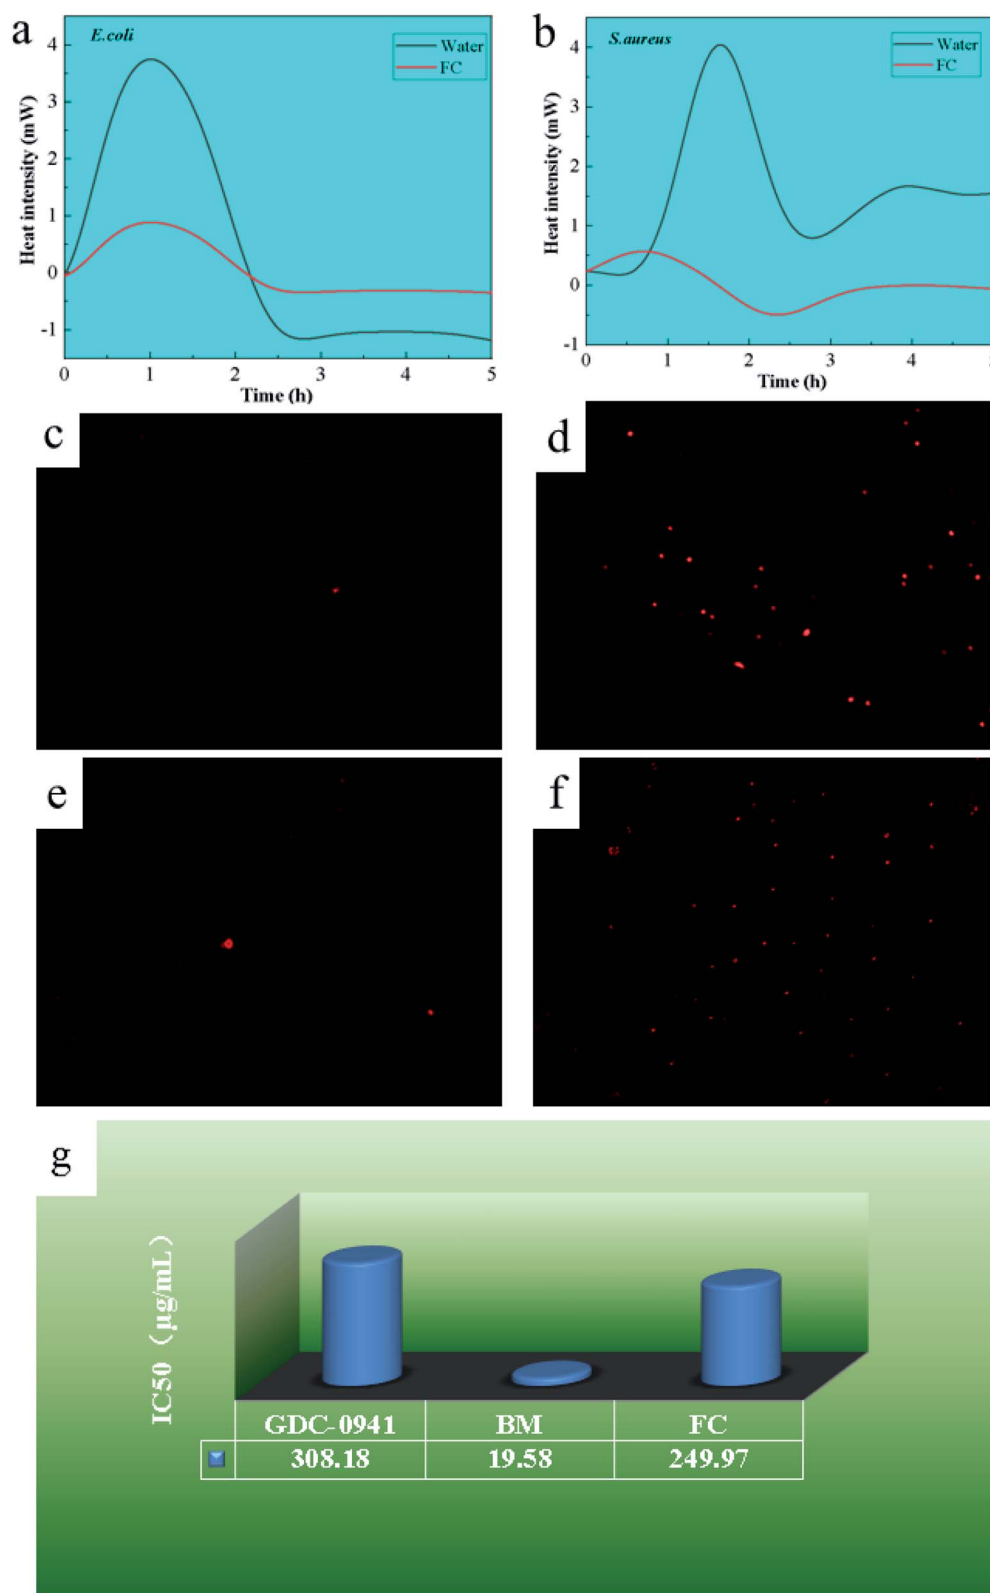 a
E.coli
Water
FC
4
3
2
1
0
-1
Heat intensity (mW)
0 1 2 3 4 5
Time (h)
b
S.aureus
Water
FC
4
3
2
1
0
-1
Heat intensity (mW)
0 1 2 3 4
Time (h)
c
d
e
f
g
IC50（μg/mL）
GDC-0941 BM FC
308.18 19.58 249.97